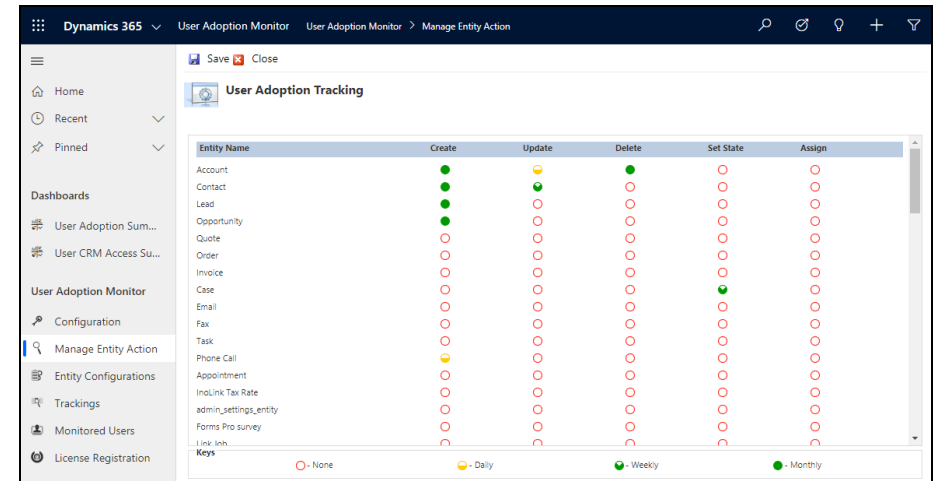 Dynamics 365 User Adoption Monitor User Adoption Monitor > Manage Entity Action
Save Close
User Adoption Tracking
Home
Recent
Pinned
Dashboards
User Adoption Sum...
User CRM Access Su...
User Adoption Monitor
Configuration
Manage Entity Action
Entity Configurations
Trackings
Monitored Users
License Registration
Entity Name Create Update Delete Set State Assign
Account
Contact
Lead
Opportunity
Quote
Order
Invoice
Case
Email
Fax
Task
Phone Call
Appointment
InoLink Tax Rate
admin_settings_entity
Forms Pro survey
Link Job
Keys
- None - Daily - Weekly - Monthly